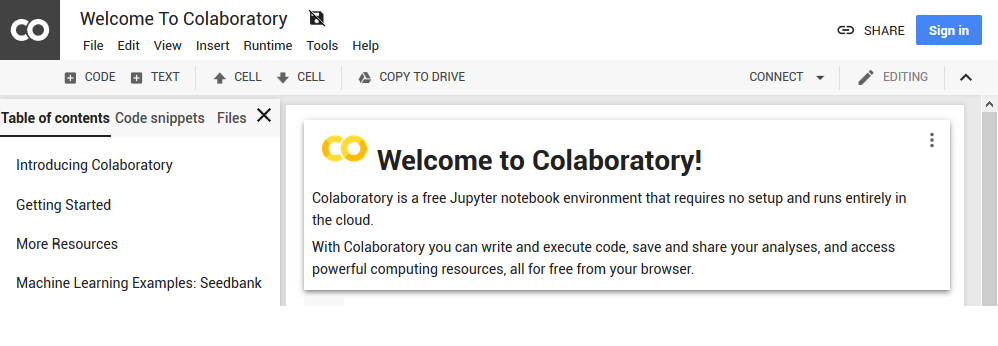 CO
Welcome To Colaboratory
File Edit View Insert Runtime Tools Help
SHARE
Sign in
CODE TEXT CELL CELL COPY TO DRIVE
CONNECT
EDITING
Table of contents Code snippets Files
Introducing Colaboratory
Getting Started
More Resources
Machine Learning Examples: Seedbank
CO Welcome to Colaboratory!
Colaboratory is a free Jupyter notebook environment that requires no setup and runs entirely in
the cloud.
With Colaboratory you can write and execute code, save and share your analyses, and access
powerful computing resources, all for free from your browser.